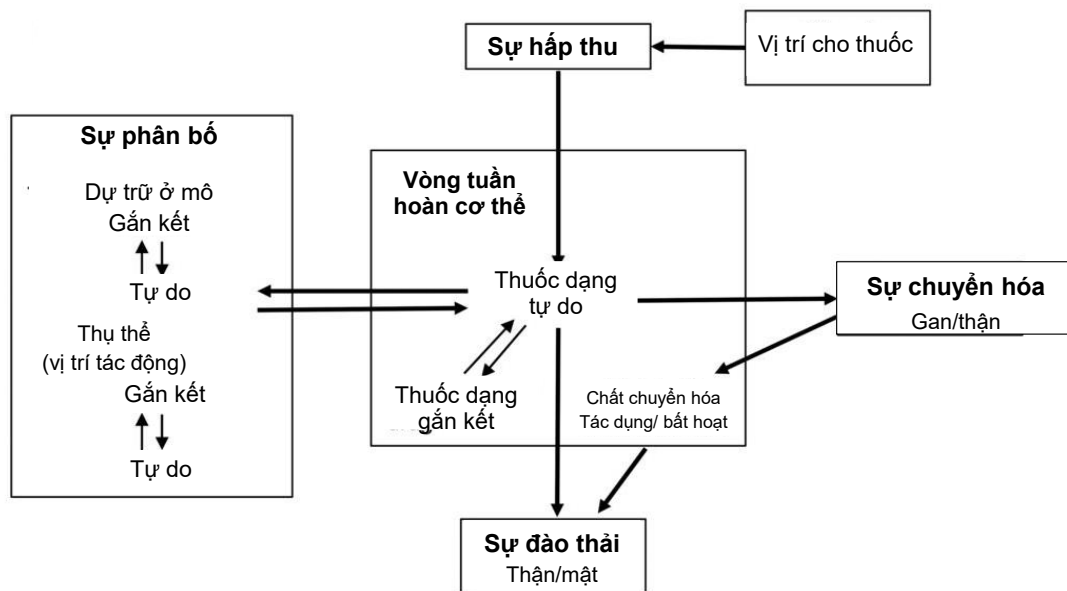 Sự hấp thu
Vị trí cho thuốc
Sự phân bố
Dự trữ ở mô
Gắn kết
Tự do
Thụ thể
(vị trí tác động)
Gắn kết
Tự do
Vòng tuần
hoàn cơ thể
Thuốc dạng
tự do
Thuốc dạng
gắn kết
Chất chuyển hóa
Tác dụng/ bất hoạt
Sự chuyển hóa
Gan/thận
Sự đào thải
Thận/mật